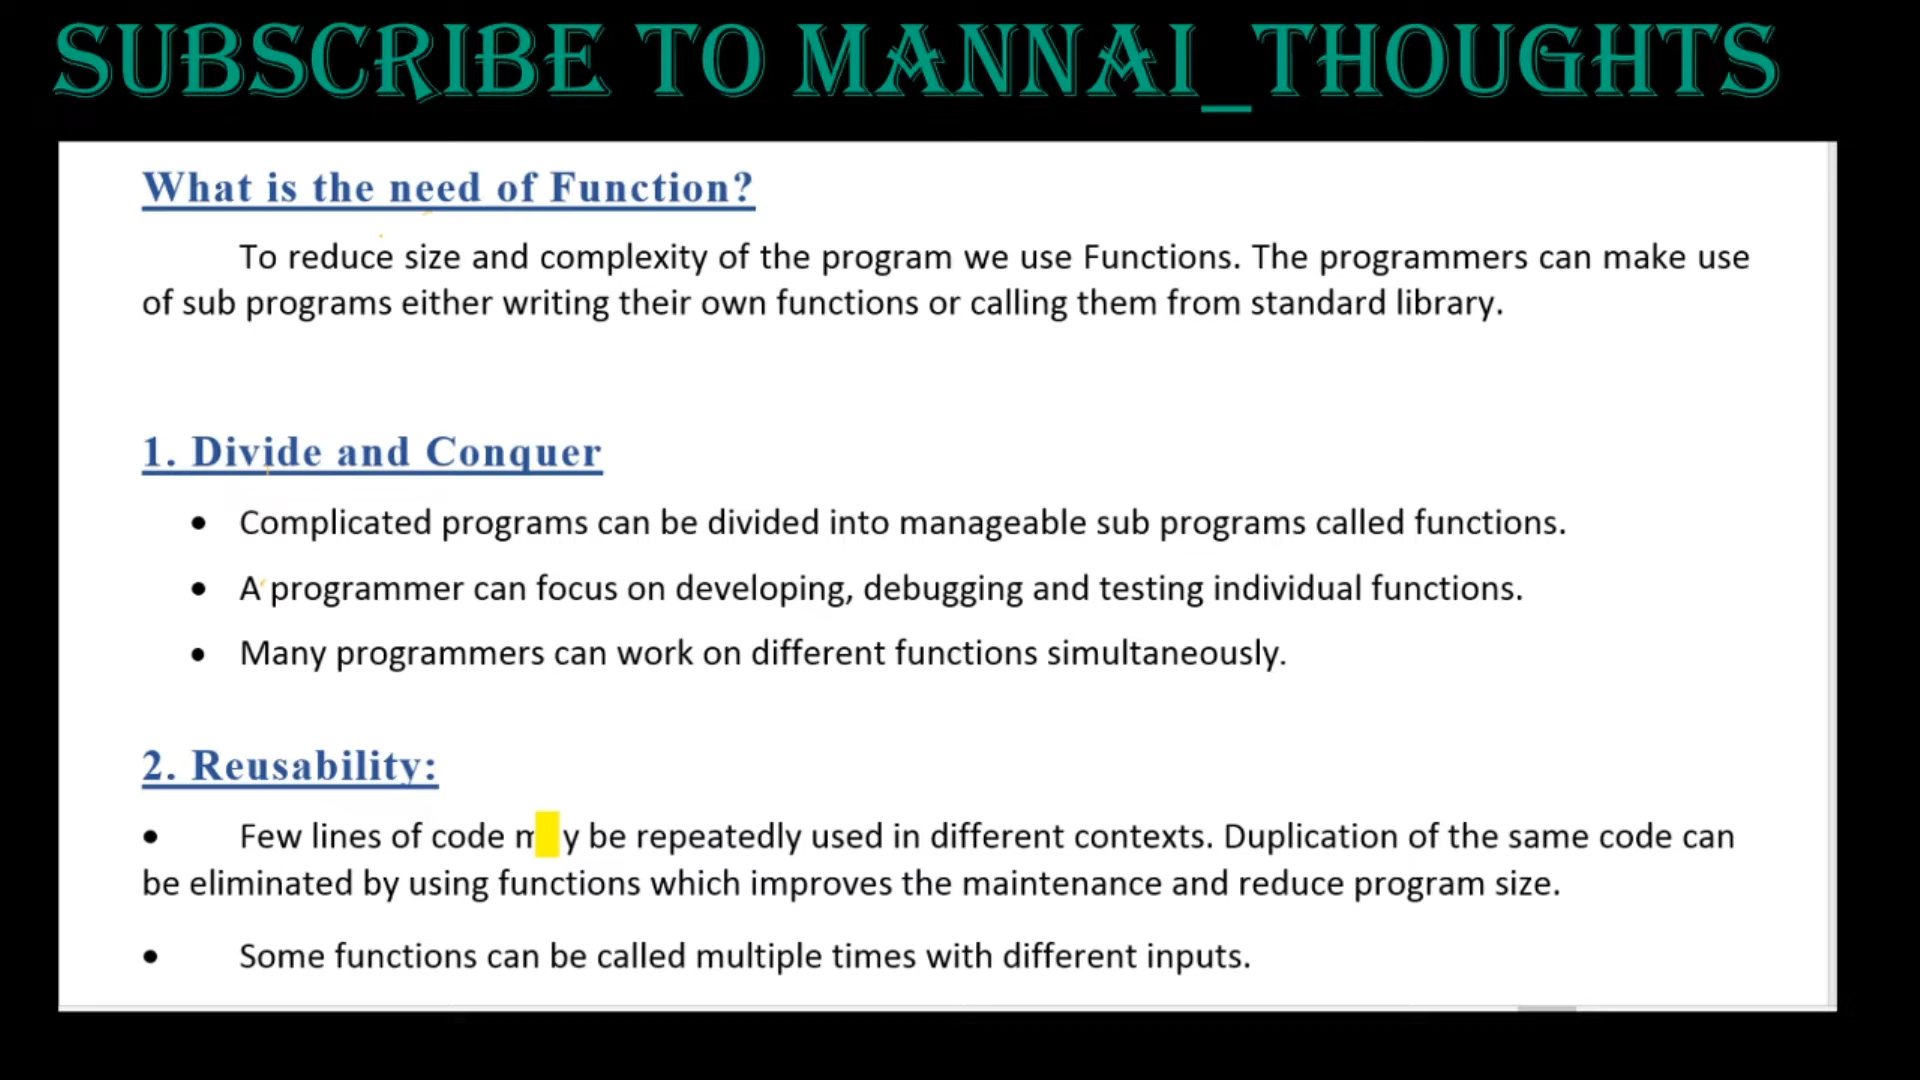 SUBSCRIBE TO MANNAI_THOUGHTS
What is the need of Function?
To reduce size and complexity of the program we use Functions. The programmers can make use
of sub programs either writing their own functions or calling them from standard library.
1. Divide and Conquer
• Complicated programs can be divided into manageable sub programs called functions.
• A programmer can focus on developing, debugging and testing individual functions.
• Many programmers can work on different functions simultaneously.
2. Reusability:
• Few lines of code be repeatedly used in different contexts. Duplication of the same code can
be eliminated by using functions which improves the maintenance and reduce program size.
• Some functions can be called multiple times with different inputs.